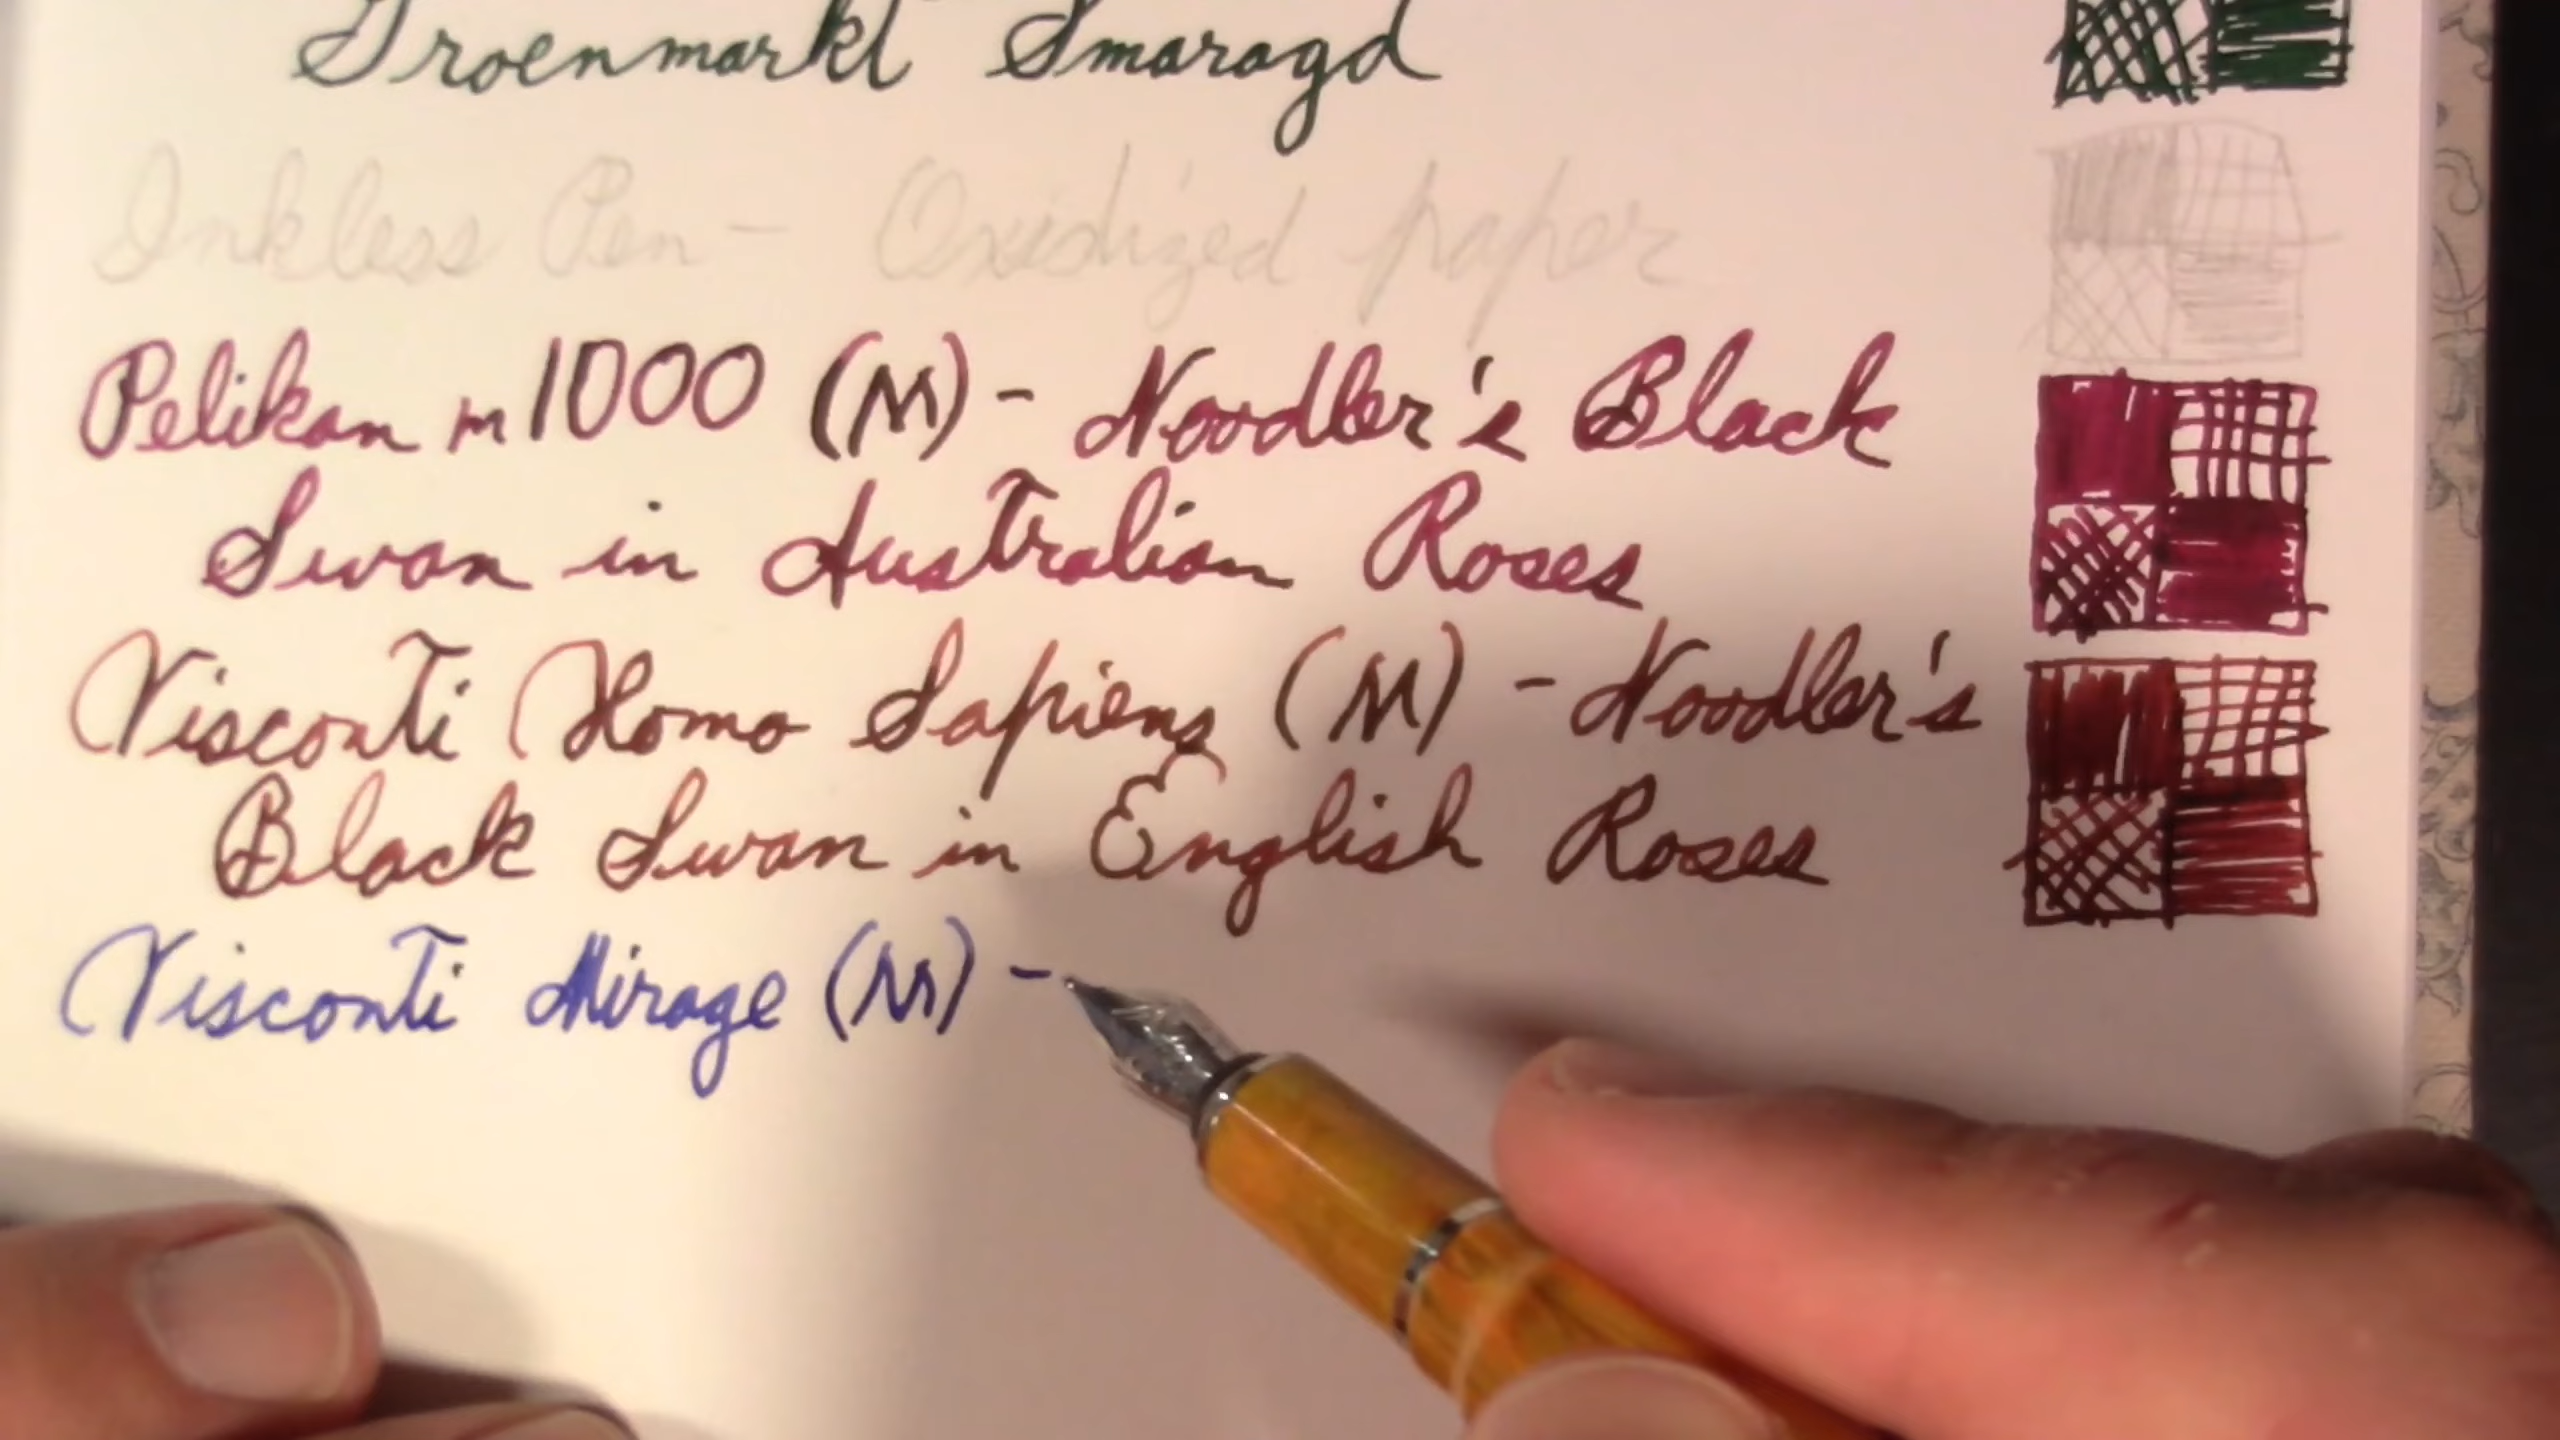 Groenmarkt Smaragd
Inkless Pen - Oxidized paper
Pelikan m1000 (M) - Noodler's Black
Swan in Australian Roses
Visconti Homo Sapiens (M) - Noodler's
Black Swan in English Roses
Visconti Mirage (M) -